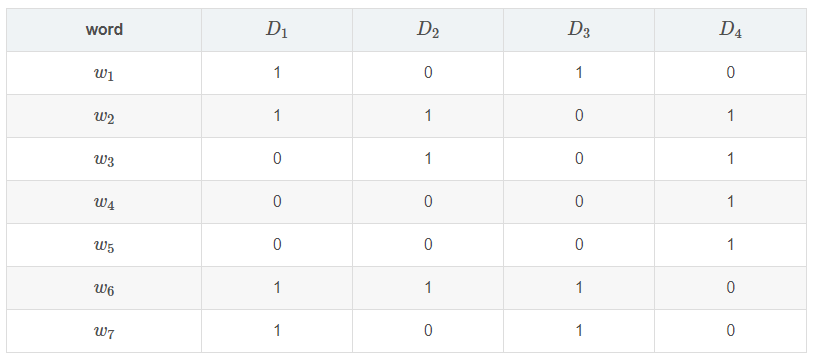 word D₁ D₂ D₃ D₄
w₁ 1 0 1 0
w₂ 1 1 0 1
w₃ 0 1 0 1
w₄ 0 0 0 1
w₅ 0 0 0 1
w₆ 1 1 1 0
w₇ 1 0 1 0